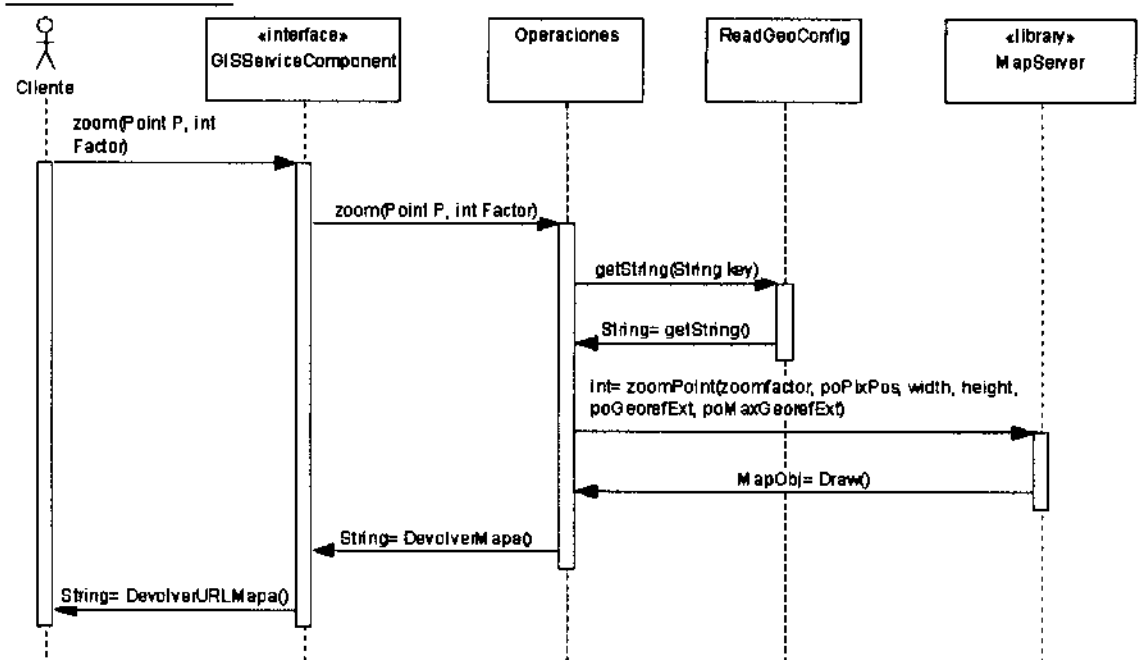 «interface»
GISServiceComponent
Operaciones
ReadGeoConfig
«library»
MapServer
Cliente
zoom(Point P, int
Factor)
zoom(Point P, int Factor)
getString(String key)
String= getString()
int= zoomPoint(zoomfactor, poPixPos, width, height,
poGeorefExt, poMaxGeorefExt)
MapObj= Draw()
String= DevolverMapa()
String= DevolverURLMapa()